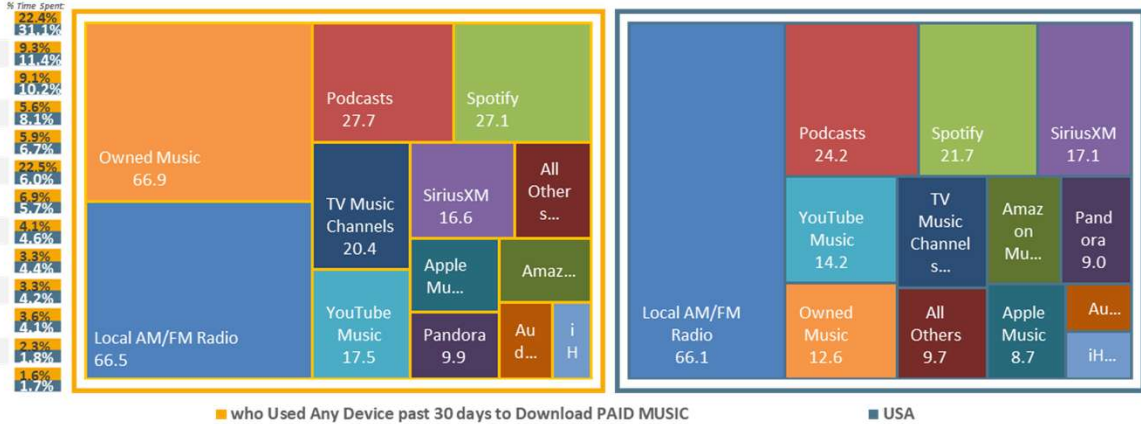 % Time Spent:
22.4%
31.1%
9.3%
11.4%
9.1%
10.2%
5.6%
8.1%
5.9%
6.7%
22.5%
6.0%
6.9%
5.7%
4.1%
4.6%
3.3%
4.4%
3.3%
4.2%
3.6%
4.1%
2.3%
1.8%
1.6%
1.7%
Owned Music
66.9
Local AM/FM Radio
66.5
Podcasts
27.7
Spotify
27.1
TV Music
Channels
20.4
SiriusXM
16.6
All
Other
s...
YouTube
Music
17.5
Apple
Mu...
Amaz...
Pandora
9.9
Au
d...
i
H
Local AM/FM
Radio
66.1
Podcasts
24.2
Spotify
21.7
SiriusXM
17.1
YouTube
Music
14.2
TV
Music
Channel
s...
Amaz
on
Mu...
Pand
ora
9.0
Owned
Music
12.6
All
Others
9.7
Apple
Music
8.7
Au...
iH...
who Used Any Device past 30 days to Download PAID MUSIC
USA